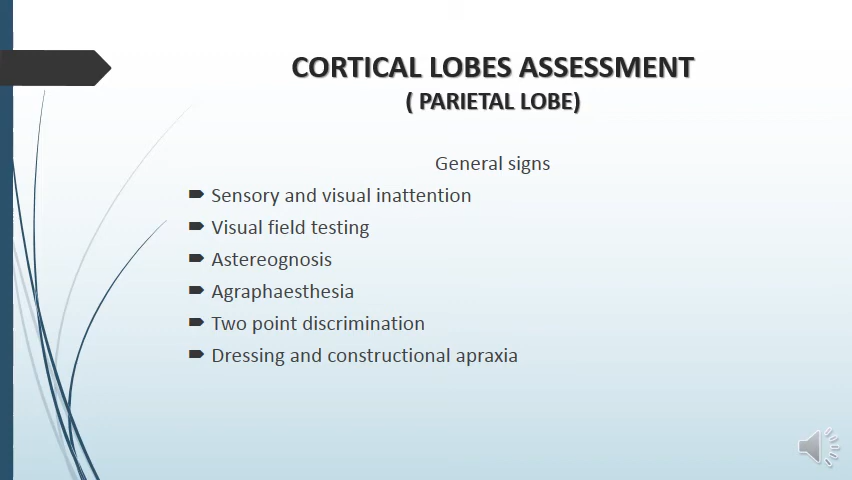 CORTICAL LOBES ASSESSMENT
( PARIETAL LOBE)
General signs
Sensory and visual inattention
Visual field testing
Astereognosis
Agraphaesthesia
Two point discrimination
Dressing and constructional apraxia